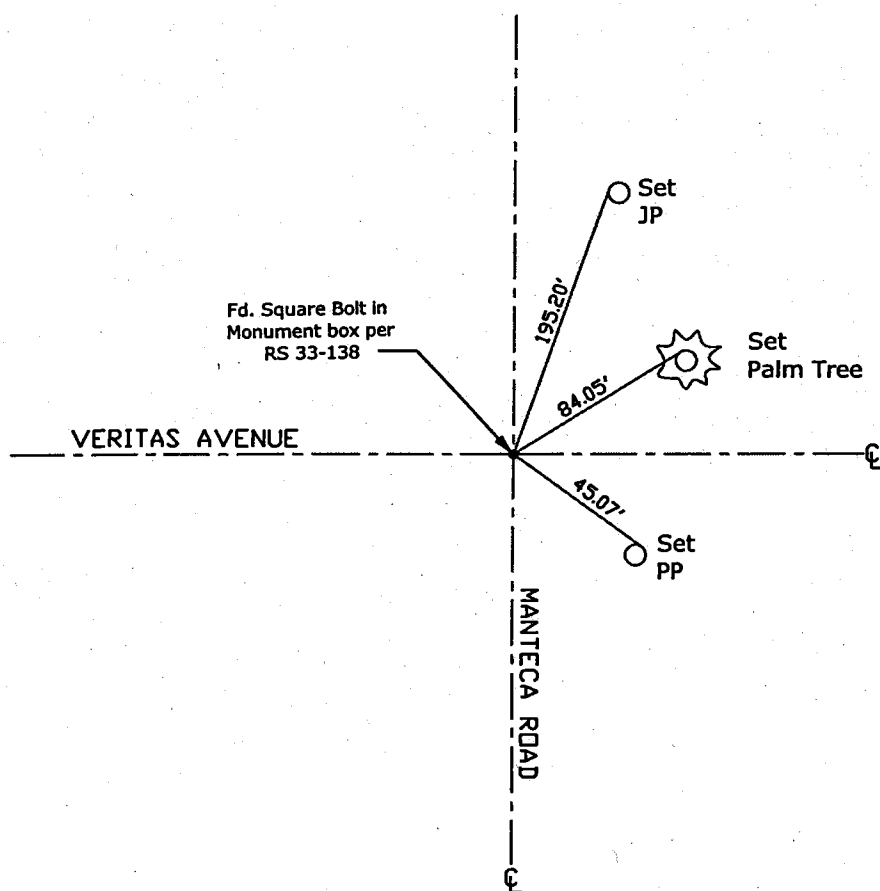 Set
JP
195.20'
Fd. Square Bolt in
Monument box per
RS 33-138
Set
Palm Tree
84.05'
VERITAS AVENUE
℄
45.07'
Set
PP
MANTECA ROAD
℄